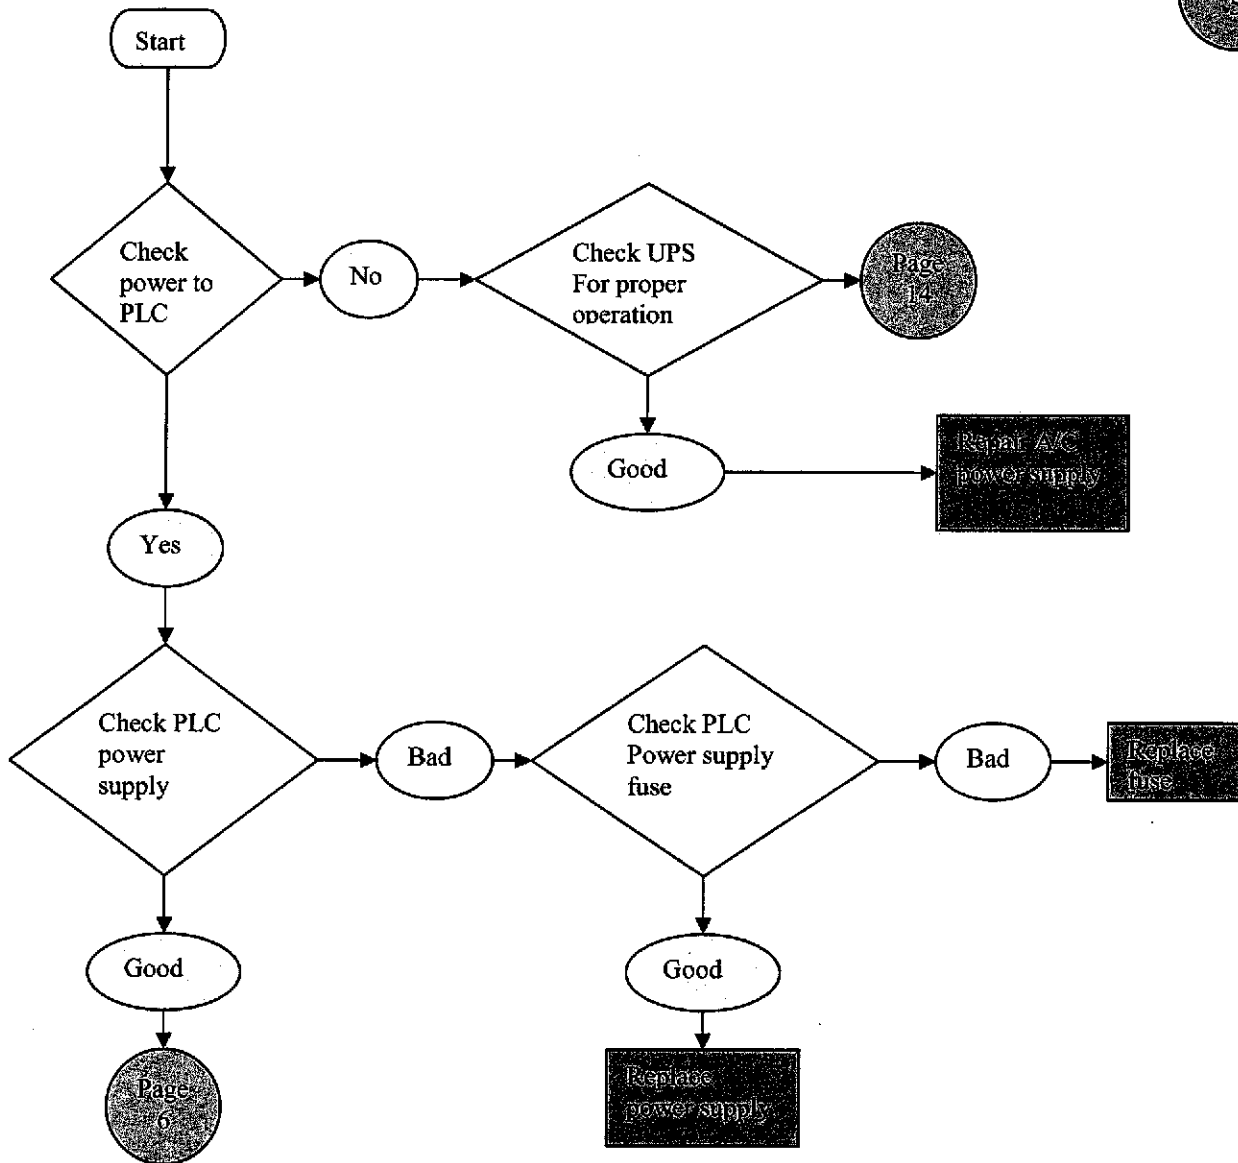 Start
Check
power to
PLC
No
Check UPS
For proper
operation
Page
14
Good
Repair A/C
power supply
Yes
Check PLC
power
supply
Bad
Check PLC
Power supply
fuse
Bad
Replace
fuse
Good
Good
Page
6
Replace
power supply